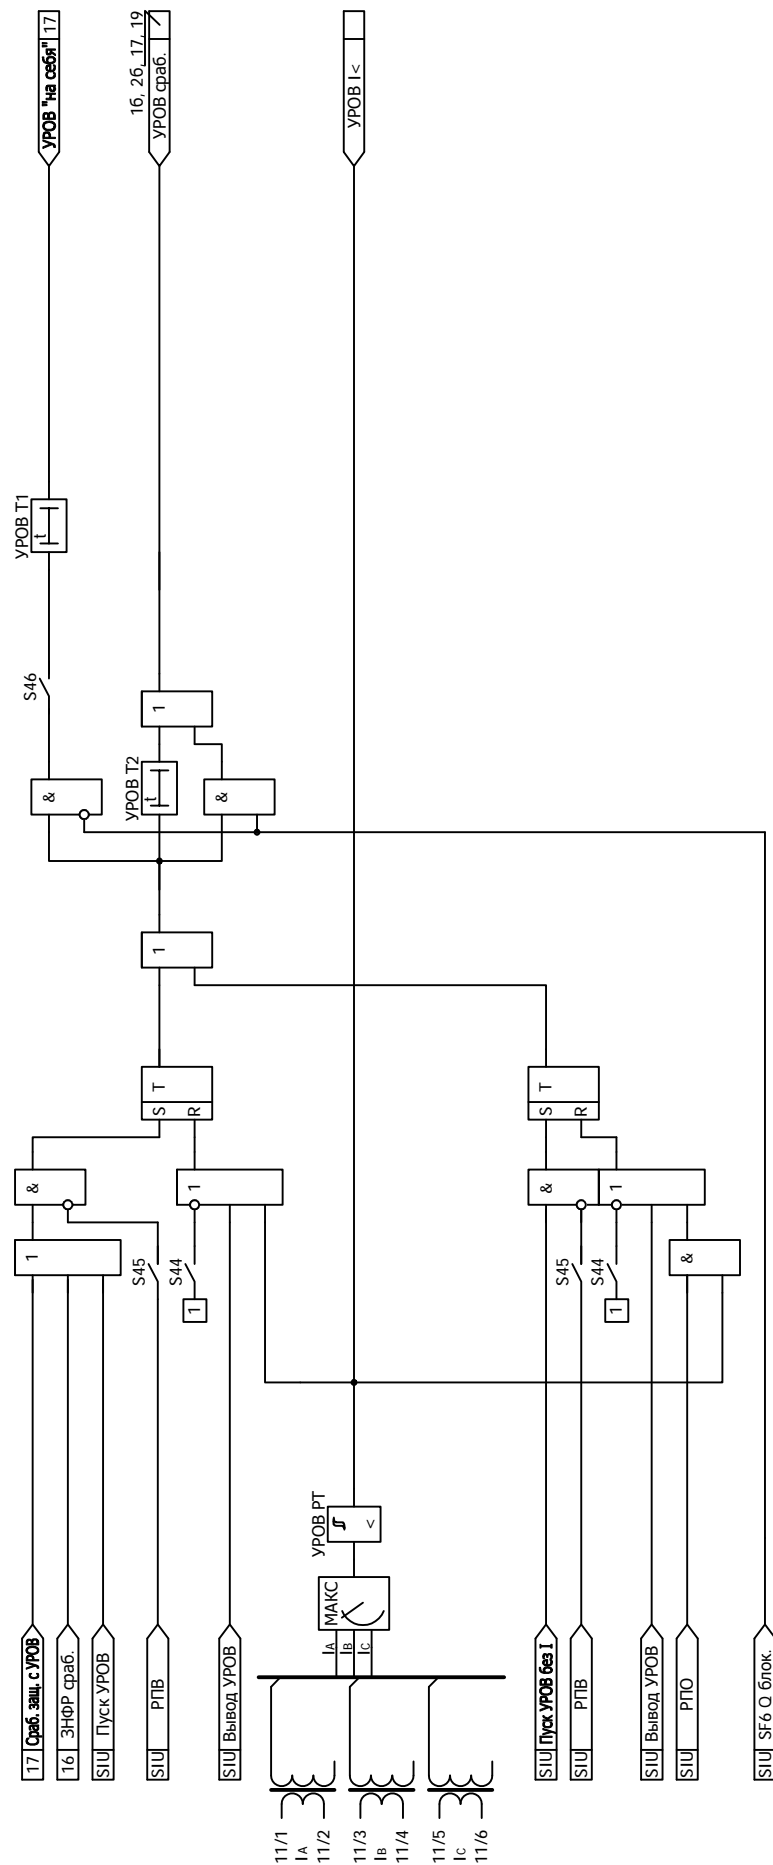 17 Сраб. защ. с УРОВ
16 ЗНФР сраб.
SIU Пуск УРОВ
SIU РПВ
SIU Вывод УРОВ
11/1
IA
11/2
11/3
IB
11/4
11/5
IC
11/6
SIU Пуск УРОВ без I
SIU РПВ
SIU Вывод УРОВ
SIU РПО
SIU SF6 Q блок.
IA
IB
IC
МАКС
УРОВ РТ
<
1
&
S45
S44
1
1
S T
R
&
S45
S44
1
1
&
S T
R
1
&
УРОВ T2
t
&
1
S46
УРОВ T1
t
УРОВ "на себя" 17
16, 26, 17, 19
УРОВ сраб.
УРОВ I<